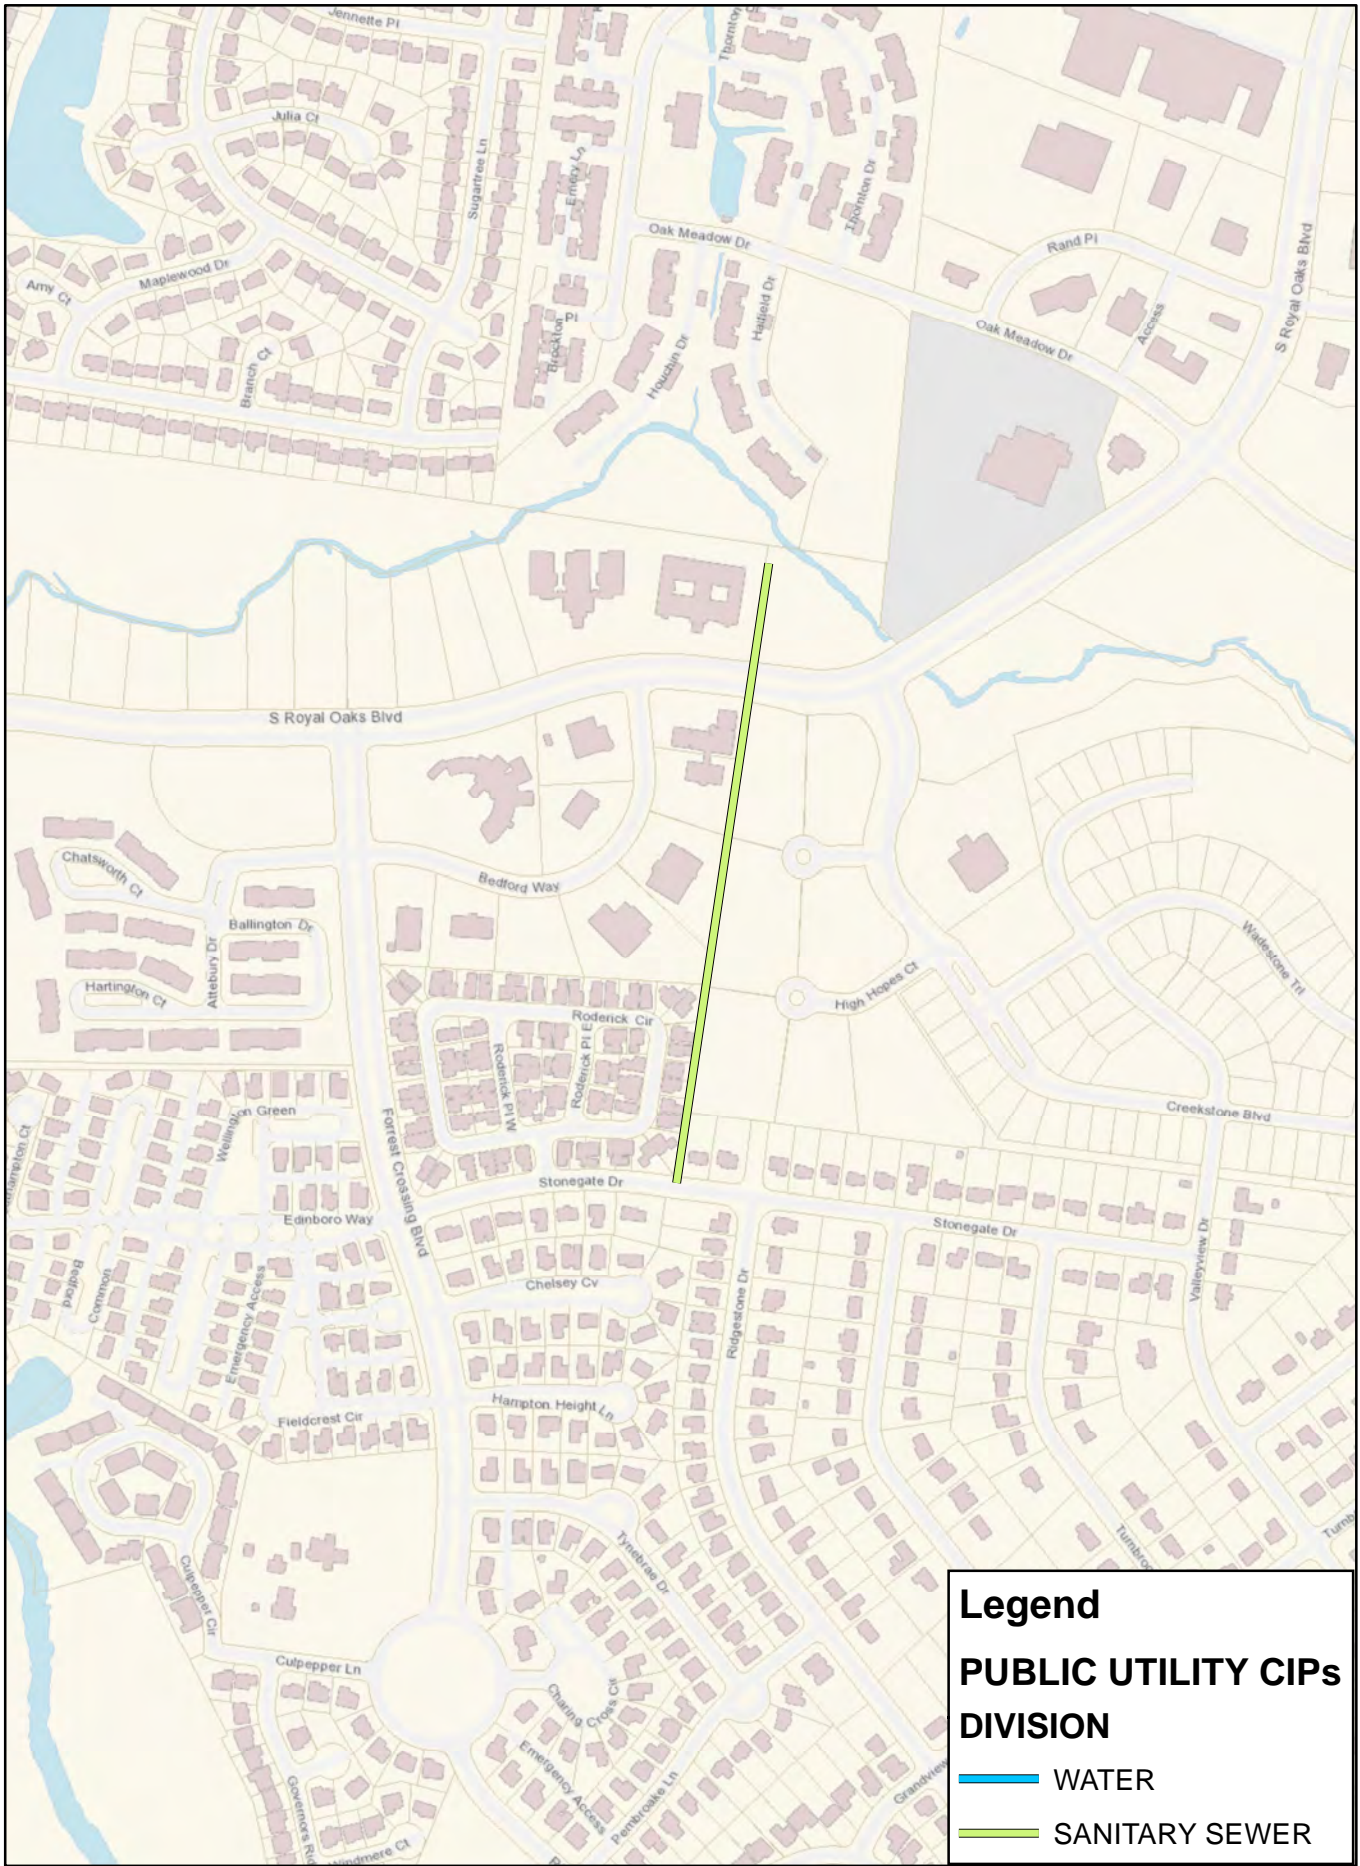 Jennette Pl
Thornton
Julia Ct
Sugartree Ln
Emory Ln
Thornton Dr
Oak Meadow Dr
Rand Pl
S Royal Oaks Blvd
Maplewood Dr
Amy Ct
Hatfield Dr
Access
Brockton
Pl
Houchin Dr
Oak Meadow Dr
Branch Ct
S Royal Oaks Blvd
Chatsworth Ct
Bedford Way
Ballington Dr
Attebury Dr
Hartington Ct
Wadestone Trl
High Hopes Ct
Roderick Cir
Roderick Pl W
Roderick Pl E
Creekstone Blvd
Wellington Green
Forrest Crossing Blvd
Stonegate Dr
Edinboro Way
Stonegate Dr
Valleyview Dr
Bedford
Common
Emergency Access
Chelsey Cv
Ridgestone Dr
Hampton Height Ln
Fieldcrest Cir
Tynebrae Dr
Culpepper Cir
Culpepper Ln
Charing Cross Cir
Emergency Access
Pembroake Ln
Grandview
Legend
PUBLIC UTILITY CIPs
DIVISION
WATER
SANITARY SEWER